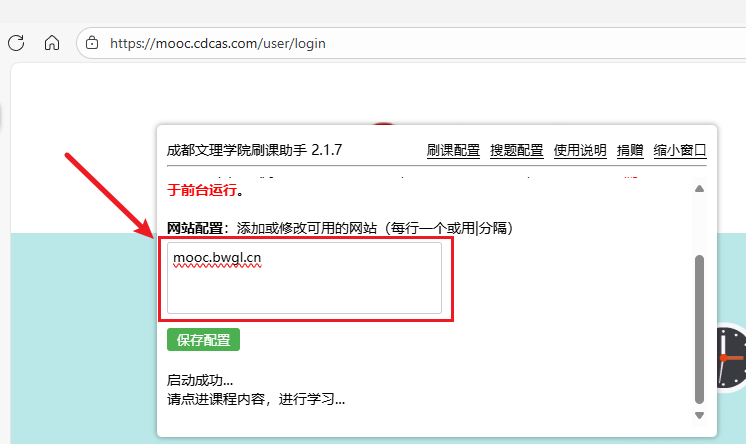 https://mooc.cdcas.com/user/login
成都文理学院刷课助手 2.1.7 刷课配置 搜题配置 使用说明 捐赠 缩小窗口
于前台运行。
网站配置：添加或修改可用的网站（每行一个或用|分隔）
mooc.bwgl.cn
保存配置
启动成功...
请点进课程内容，进行学习...